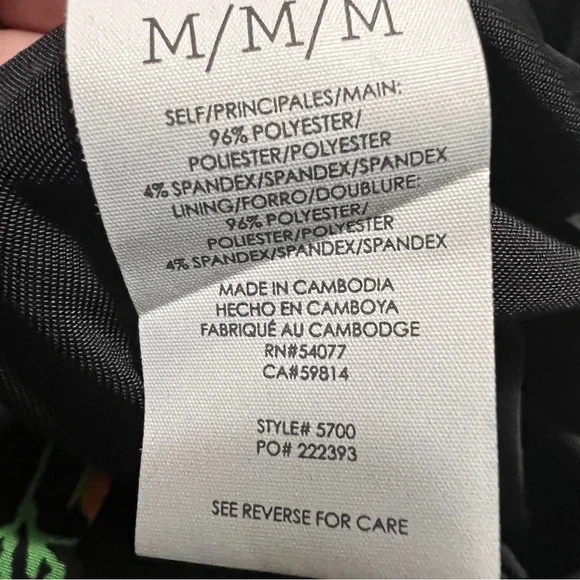 M/M/M
SELF/PRINCIPALES/MAIN:
96% POLYESTER/
POLIESTER/POLYESTER
4% SPANDEX/SPANDEX/SPANDEX
LINING/FORRO/DOUBLURE:
96% POLYESTER/
POLIESTER/POLYESTER
4% SPANDEX/SPANDEX/SPANDEX
MADE IN CAMBODIA
HECHO EN CAMBOYA
FABRIQUÉ AU CAMBODGE
RN#54077
CA#59814
STYLE# 5700
PO# 222393
SEE REVERSE FOR CARE